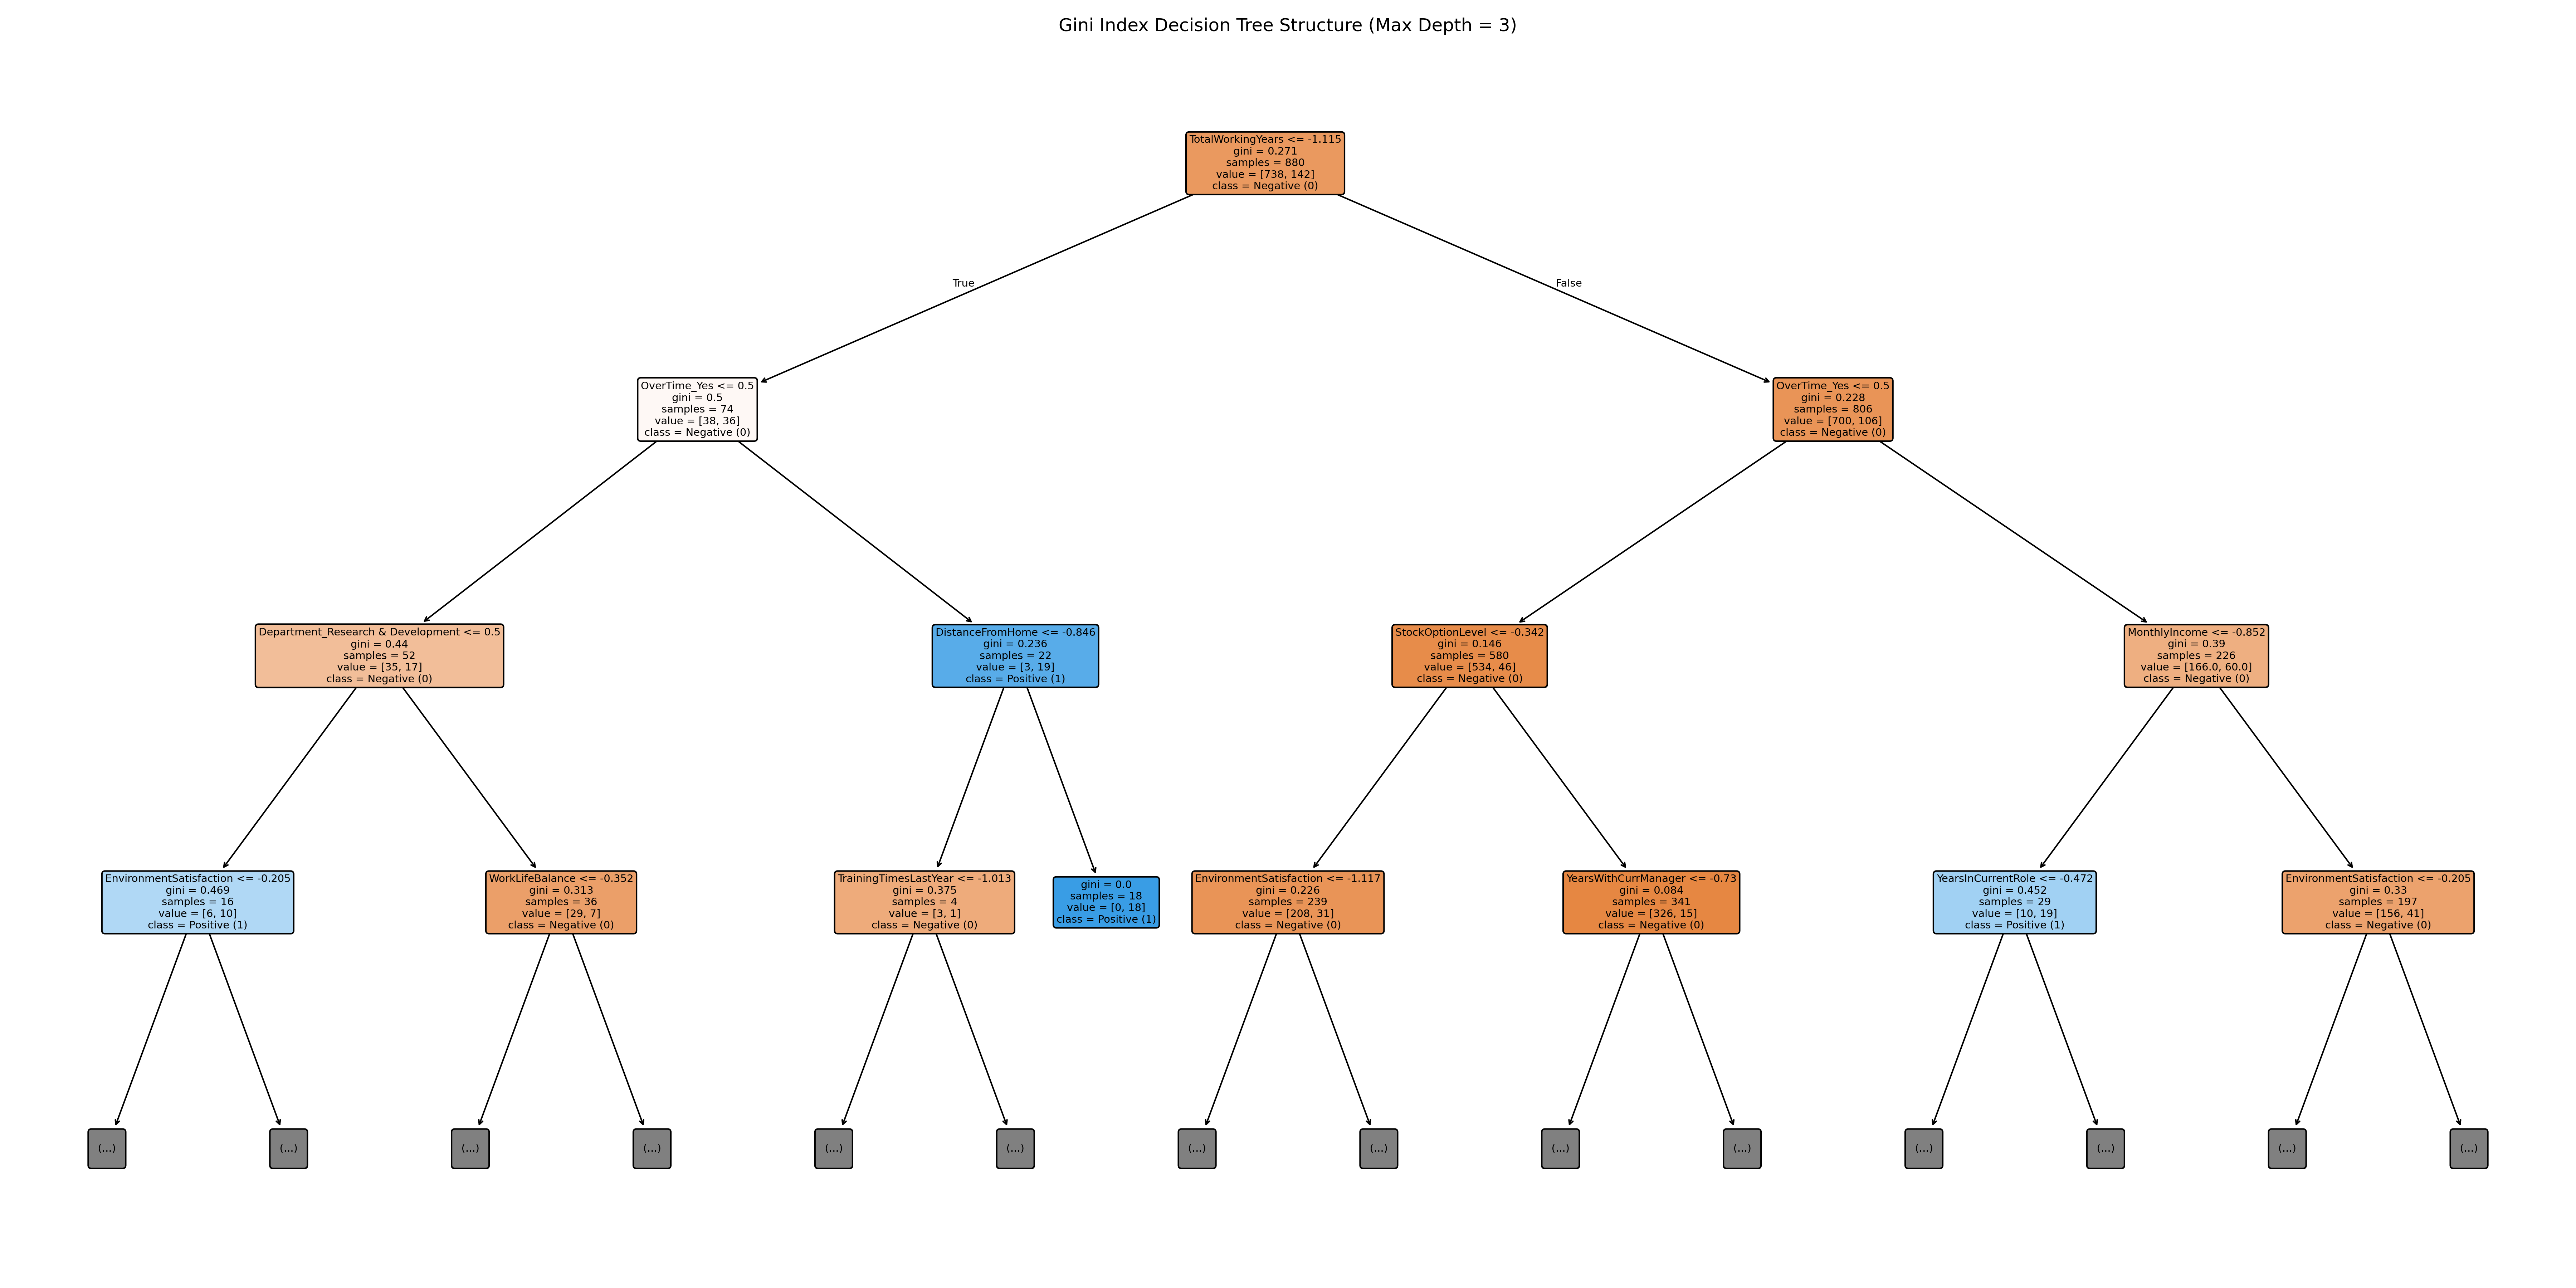 Gini Index Decision Tree Structure (Max Depth = 3)
TotalWorkingYears <= -1.115
gini = 0.271
samples = 880
value = [738, 142]
class = Negative (0)
True
False
OverTime_Yes <= 0.5
gini = 0.5
samples = 74
value = [38, 36]
class = Negative (0)
OverTime_Yes <= 0.5
gini = 0.228
samples = 806
value = [700, 106]
class = Negative (0)
Department_Research & Development <= 0.5
gini = 0.44
samples = 52
value = [35, 17]
class = Negative (0)
DistanceFromHome <= -0.846
gini = 0.236
samples = 22
value = [3, 19]
class = Positive (1)
StockOptionLevel <= -0.342
gini = 0.146
samples = 580
value = [534, 46]
class = Negative (0)
MonthlyIncome <= -0.852
gini = 0.39
samples = 226
value = [166.0, 60.0]
class = Negative (0)
EnvironmentSatisfaction <= -0.205
gini = 0.469
samples = 16
value = [6, 10]
class = Positive (1)
WorkLifeBalance <= -0.352
gini = 0.313
samples = 36
value = [29, 7]
class = Negative (0)
TrainingTimesLastYear <= -1.013
gini = 0.375
samples = 4
value = [3, 1]
class = Negative (0)
gini = 0.0
samples = 18
value = [0, 18]
class = Positive (1)
EnvironmentSatisfaction <= -1.117
gini = 0.226
samples = 239
value = [208, 31]
class = Negative (0)
YearsWithCurrManager <= -0.73
gini = 0.084
samples = 341
value = [326, 15]
class = Negative (0)
YearsInCurrentRole <= -0.472
gini = 0.452
samples = 29
value = [10, 19]
class = Positive (1)
EnvironmentSatisfaction <= -0.205
gini = 0.33
samples = 197
value = [156, 41]
class = Negative (0)
(...)
(...)
(...)
(...)
(...)
(...)
(...)
(...)
(...)
(...)
(...)
(...)
(...)
(...)